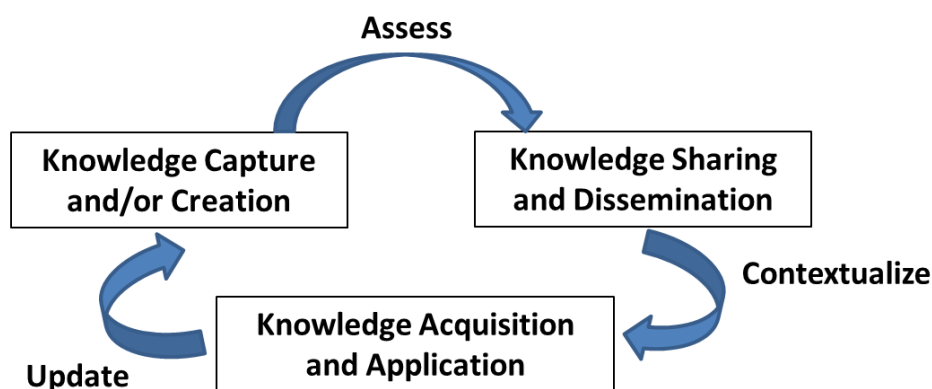 Assess
Knowledge Capture
and/or Creation
Knowledge Sharing
and Dissemination
Contextualize
Knowledge Acquisition
and Application
Update